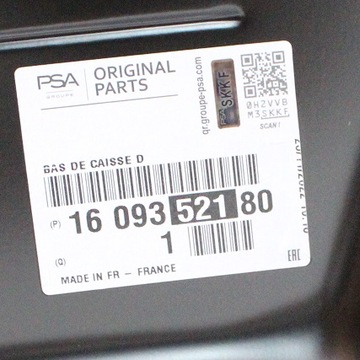 PSA
GROUPE
ORIGINAL
PARTS
qr.groupe-psa.com
SKKF
0H2VVB
M3SKKF
SCAN!
BAS DE CAISSE D
(P) 16 093 521 80
(Q) 1
MADE IN FR - FRANCE
EAC